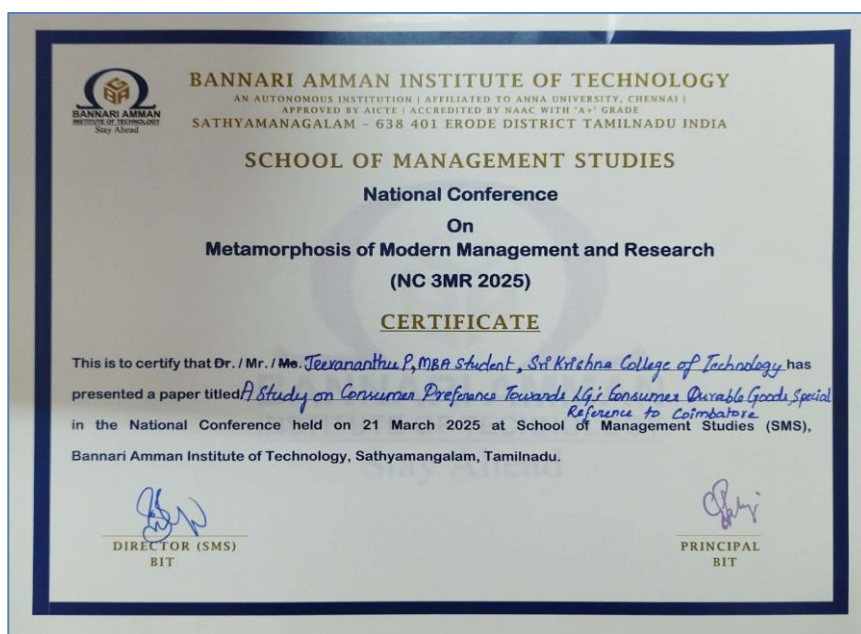 BANNARI AMMAN INSTITUTE OF TECHNOLOGY
AN AUTONOMOUS INSTITUTION | AFFILIATED TO ANNA UNIVERSITY, CHENNAI |
APPROVED BY AICTE | ACCREDITED BY NAAC WITH 'A+' GRADE
SATHYAMANAGALAM - 638 401 ERODE DISTRICT TAMILNADU INDIA
BANNARI AMMAN
INSTITUTE OF TECHNOLOGY
Stay Ahead
SCHOOL OF MANAGEMENT STUDIES
National Conference
On
Metamorphosis of Modern Management and Research
(NC 3MR 2025)
CERTIFICATE
This is to certify that Dr. / Mr. / Ms. Jeevananthu P, MBA Student, Sri Krishna College of Technology has
presented a paper titled A Study on Consumer Preference Towards LG's Consumer Durable Goods, Special
Reference to Coimbatore
in the National Conference held on 21 March 2025 at School of Management Studies (SMS),
Bannari Amman Institute of Technology, Sathyamangalam, Tamilnadu.
DIRECTOR (SMS)
BIT
PRINCIPAL
BIT